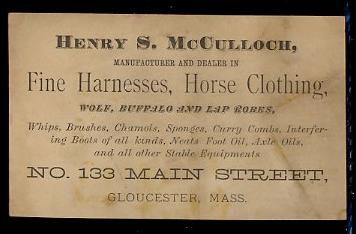 Henry S. McCulloch,
MANUFACTURER AND DEALER IN
Fine Harnesses, Horse Clothing,
WOLF, BUFFALO AND LAP ROBES,
Whips, Brushes, Chamois, Sponges, Curry Combs, Interfer-
ing Boots of all kinds, Neats Foot Oil, Axle Oils,
and all other Stable Equipments
NO. 133 MAIN STREET,
GLOUCESTER, MASS.